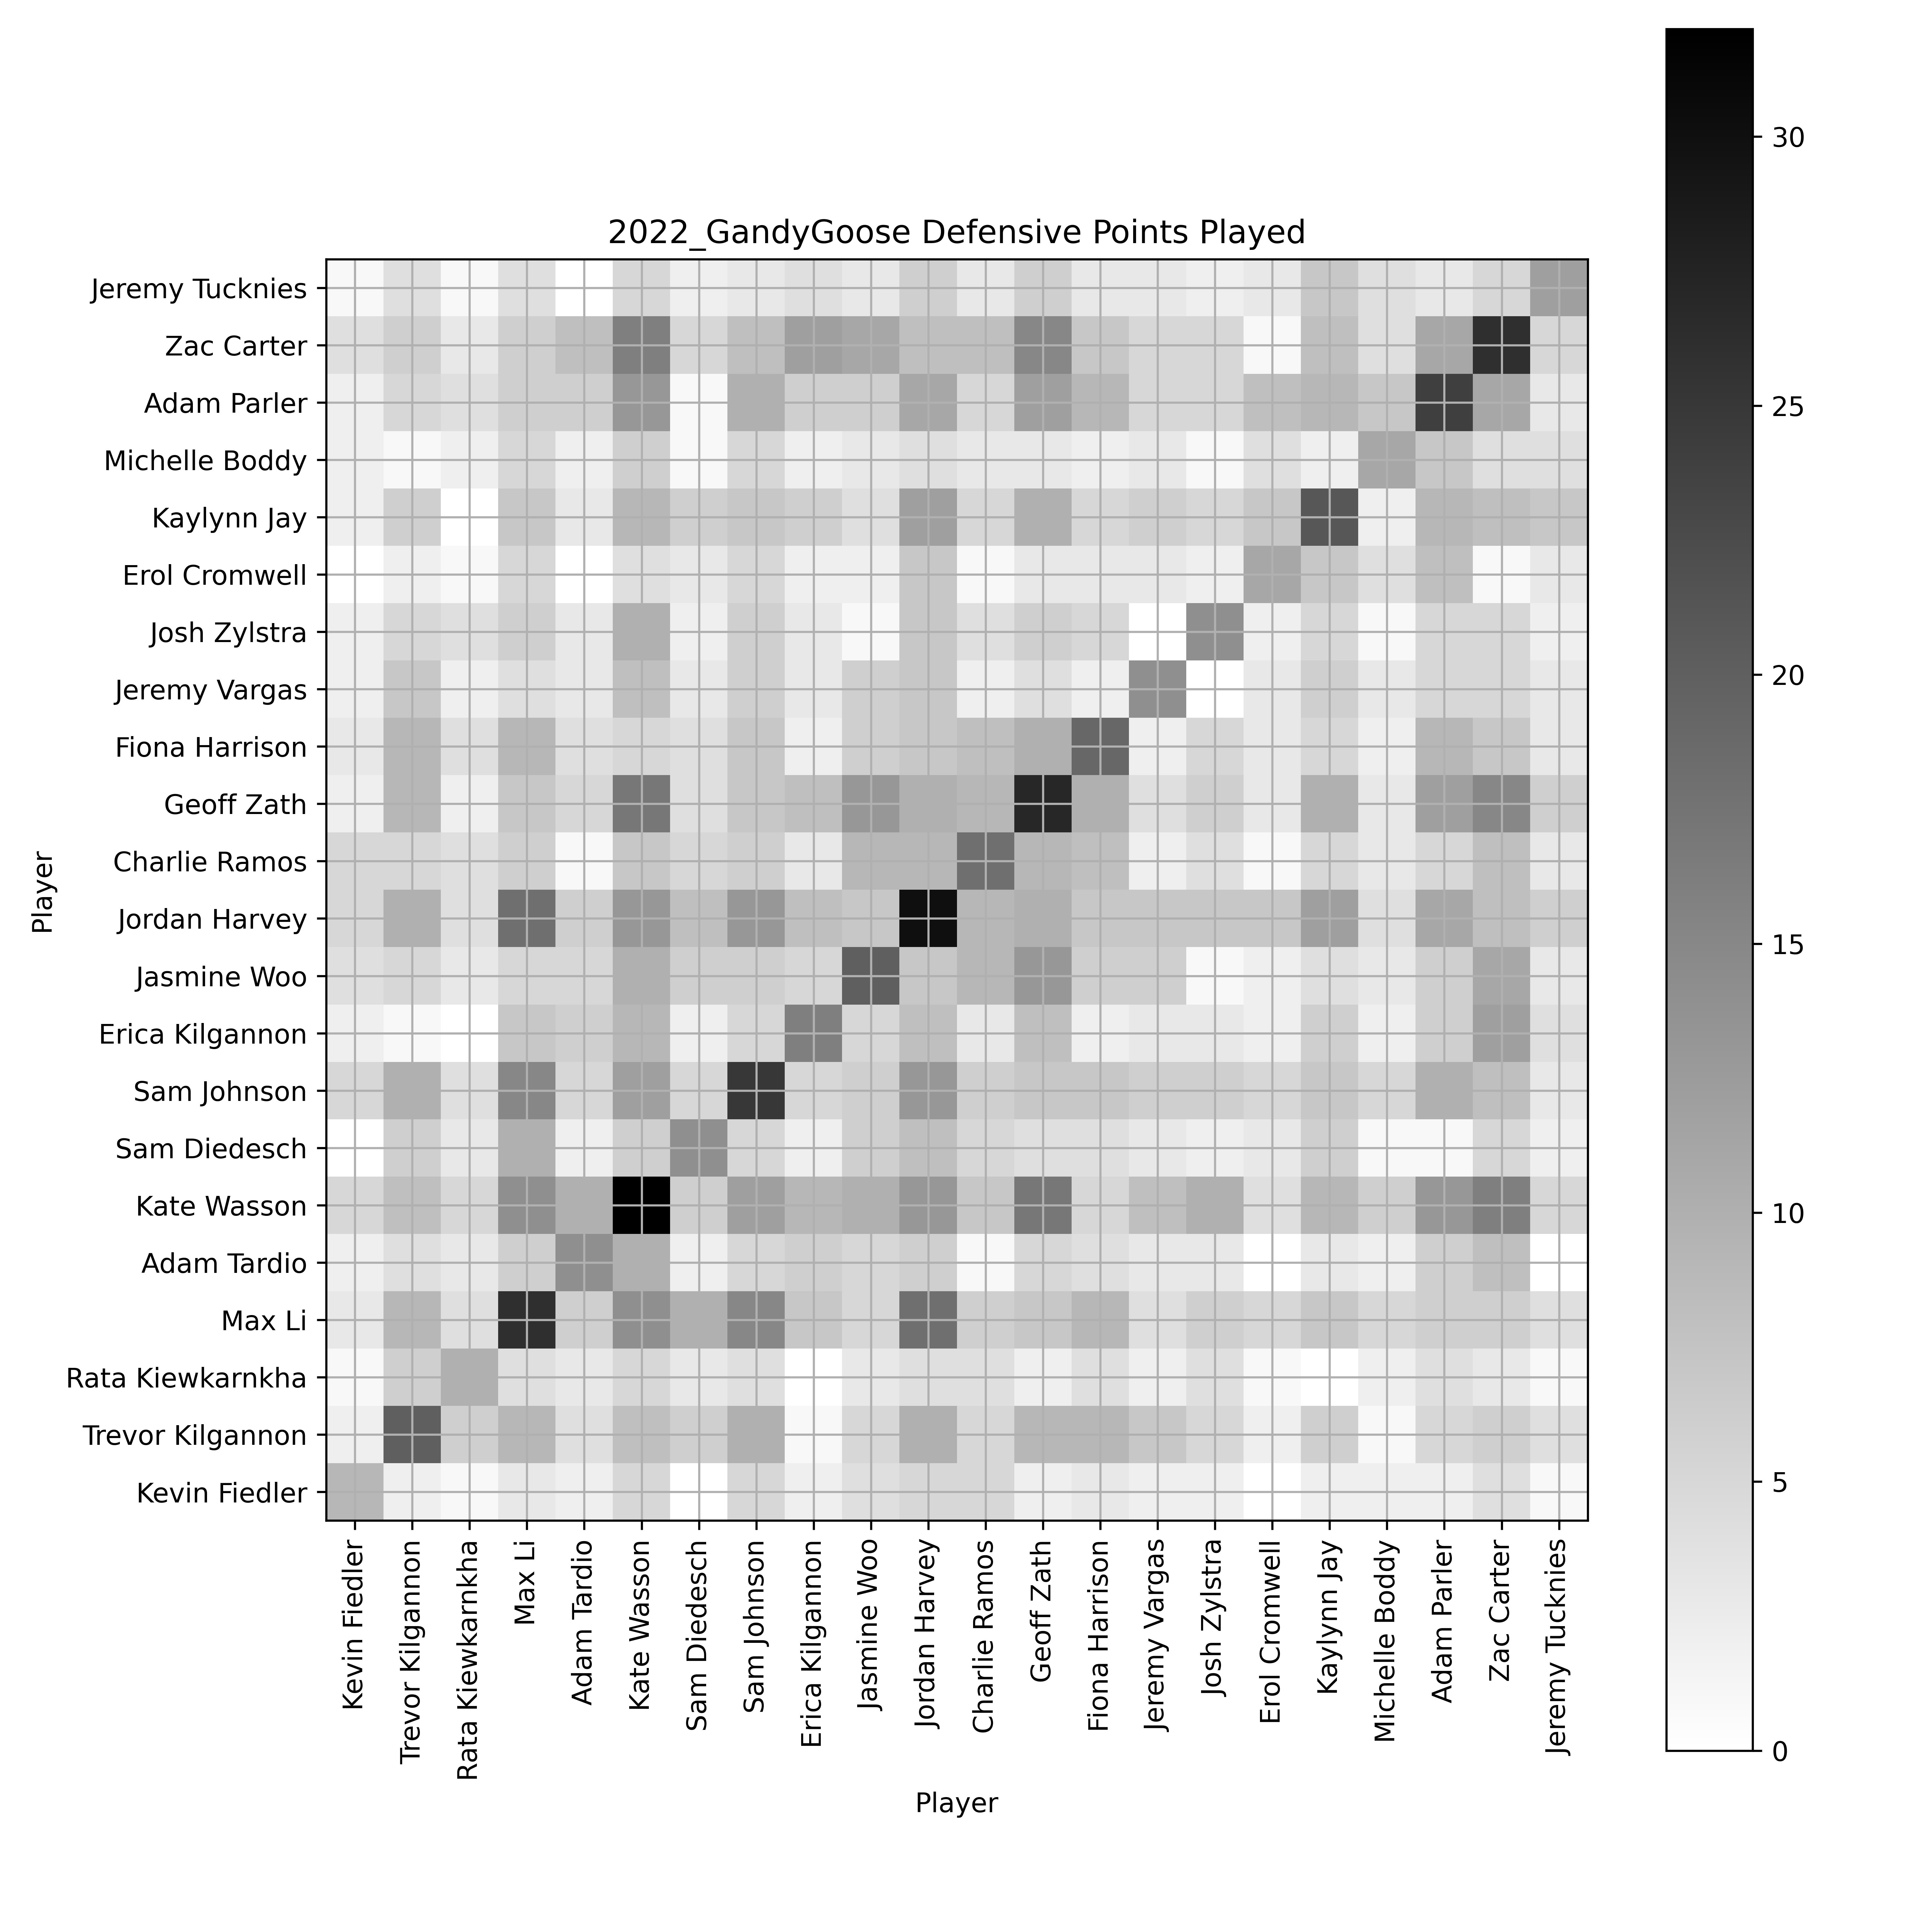 2022_GandyGoose Defensive Points Played
Player
Jeremy Tucknies
Zac Carter
Adam Parler
Michelle Boddy
Kaylynn Jay
Erol Cromwell
Josh Zylstra
Jeremy Vargas
Fiona Harrison
Geoff Zath
Charlie Ramos
Jordan Harvey
Jasmine Woo
Erica Kilgannon
Sam Johnson
Sam Diedesch
Kate Wasson
Adam Tardio
Max Li
Rata Kiewkarnkha
Trevor Kilgannon
Kevin Fiedler
Kevin Fiedler
Trevor Kilgannon
Rata Kiewkarnkha
Max Li
Adam Tardio
Kate Wasson
Sam Diedesch
Sam Johnson
Erica Kilgannon
Jasmine Woo
Jordan Harvey
Charlie Ramos
Geoff Zath
Fiona Harrison
Jeremy Vargas
Josh Zylstra
Erol Cromwell
Kaylynn Jay
Michelle Boddy
Adam Parler
Zac Carter
Jeremy Tucknies
Player
30
25
20
15
10
5
0